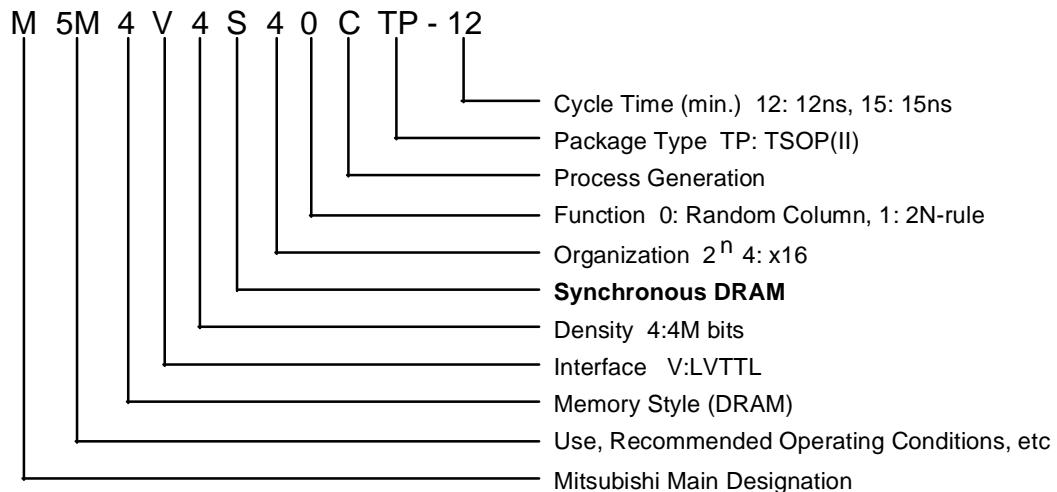 M 5M 4 V 4 S 4 0 C TP - 12
Cycle Time (min.) 12: 12ns, 15: 15ns
Package Type TP: TSOP(II)
Process Generation
Function 0: Random Column, 1: 2N-rule
Organization 2^n 4: x16
Synchronous DRAM
Density 4:4M bits
Interface V:LVTTL
Memory Style (DRAM)
Use, Recommended Operating Conditions, etc
Mitsubishi Main Designation